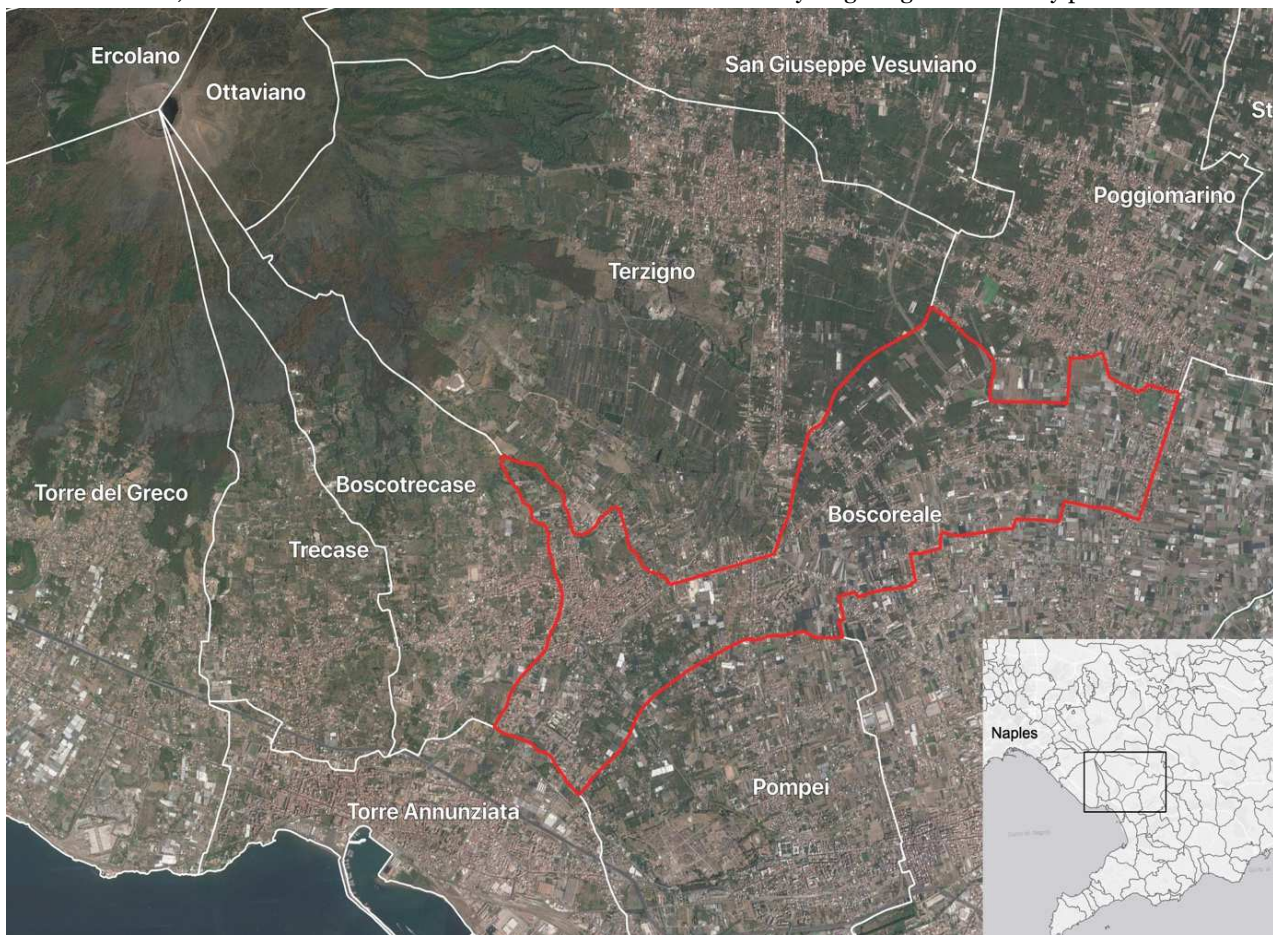 Ercolano
Ottaviano
San Giuseppe Vesuviano
St
Poggiomarino
Terzigno
Torre del Greco
Boscotrecase
Boscoreale
Trecase
Naples
Pompei
Torre Annunziata